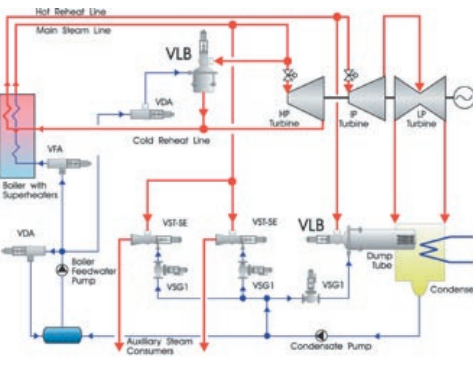 Hot Reheat Line
Main Steam Line
VLB
VDA
HP
Turbine
IP
Turbine
LP
Turbine
Cold Reheat Line
VFA
Boiler with
Superheaters
VST-SE
VST-SE
VLB
VDA
Boiler
Feedwater
Pump
VSG1
VSG1
VSG1
Dump
Tube
Condense
Auxiliary Steam
Consumers
Condensate Pump